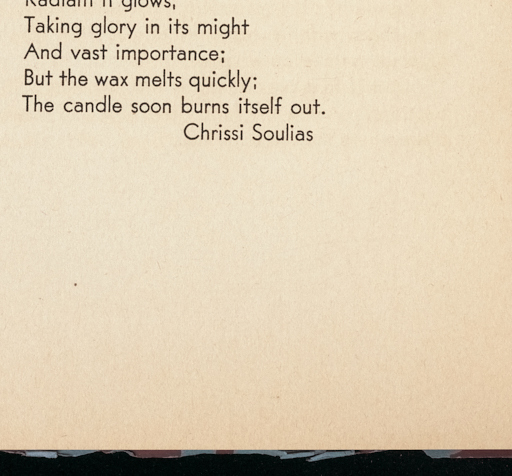 Radiant it glows,
Taking glory in its might
And vast importance;
But the wax melts quickly;
The candle soon burns itself out.
Chrissi Soulias